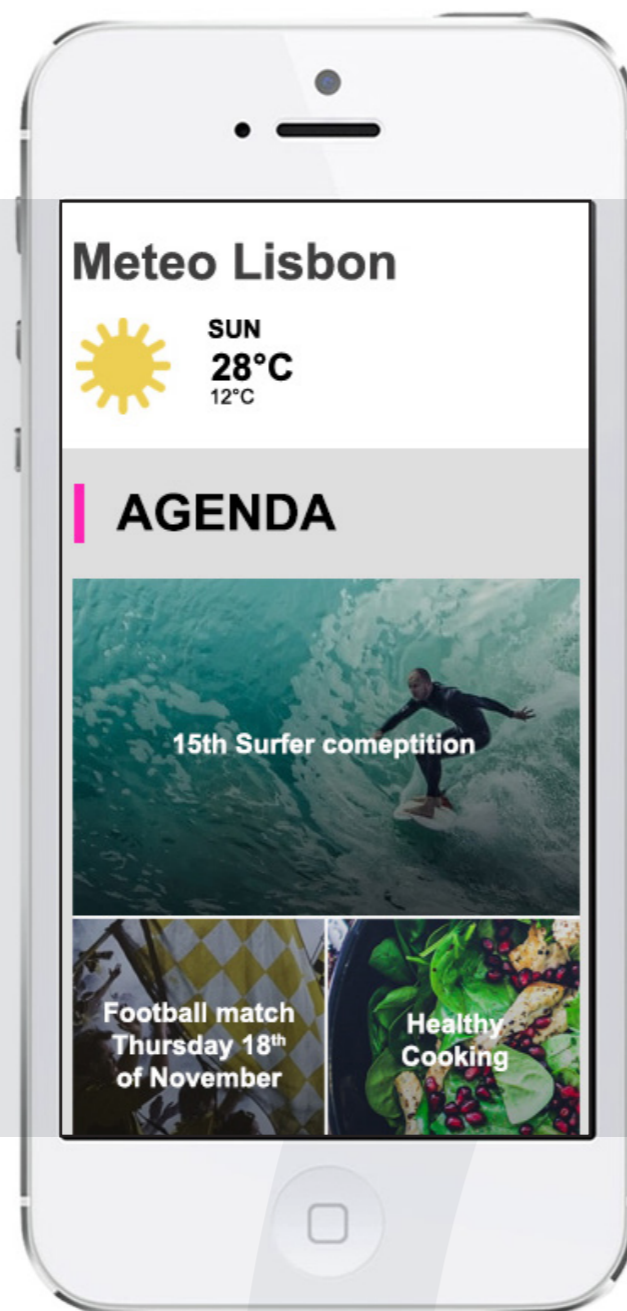 Meteo Lisbon
SUN
28°C
12°C
AGENDA
15th Surfer comeptition
Football match
Thursday 18th
of November
Healthy
Cooking